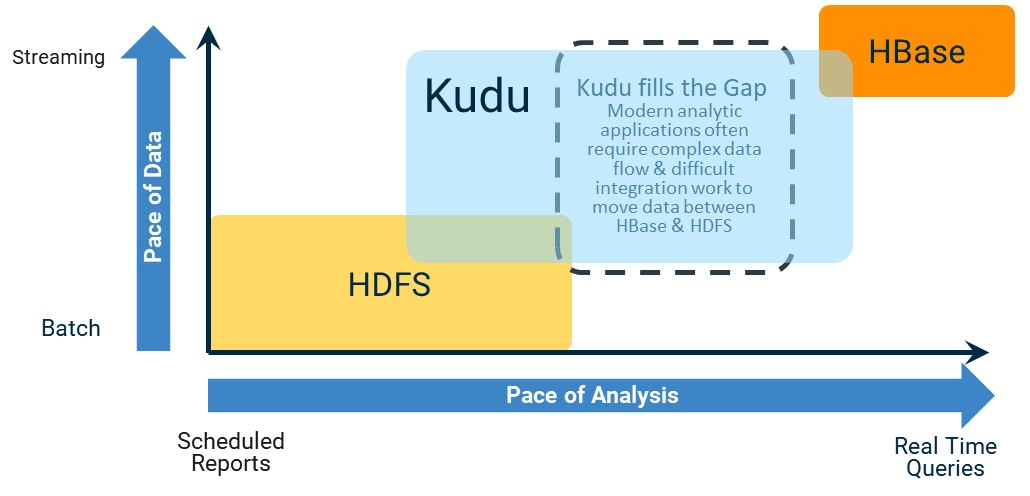 Streaming
HBase
Kudu
Kudu fills the Gap
Modern analytic
applications often
require complex data
flow & difficult
integration work to
move data between
HBase & HDFS
Pace of Data
HDFS
Batch
Pace of Analysis
Scheduled
Reports
Real Time
Queries